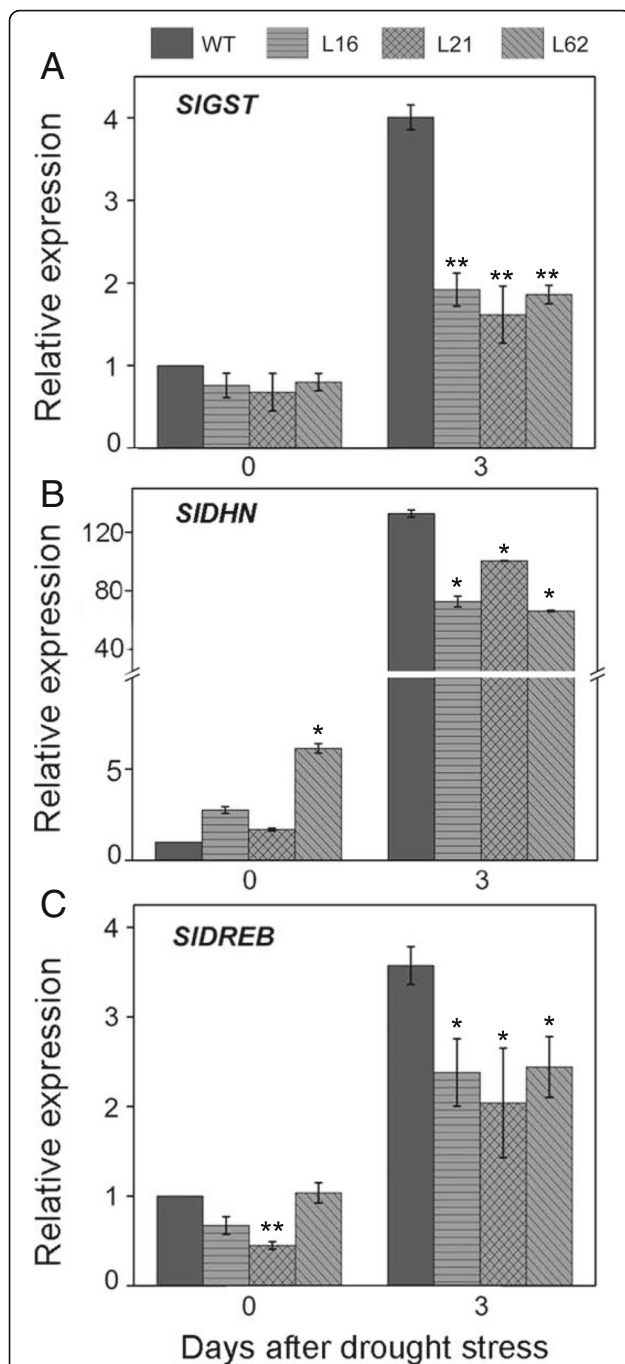 WT L16 L21 L62
A
SlGST
Relative expression
4
3
2
1
0
** ** **
0 3
B
SlDHN
Relative expression
120
80
40
5
0
* * * *
0 3
C
SlDREB
Relative expression
4
3
2
1
0
** * * *
0 3
Days after drought stress